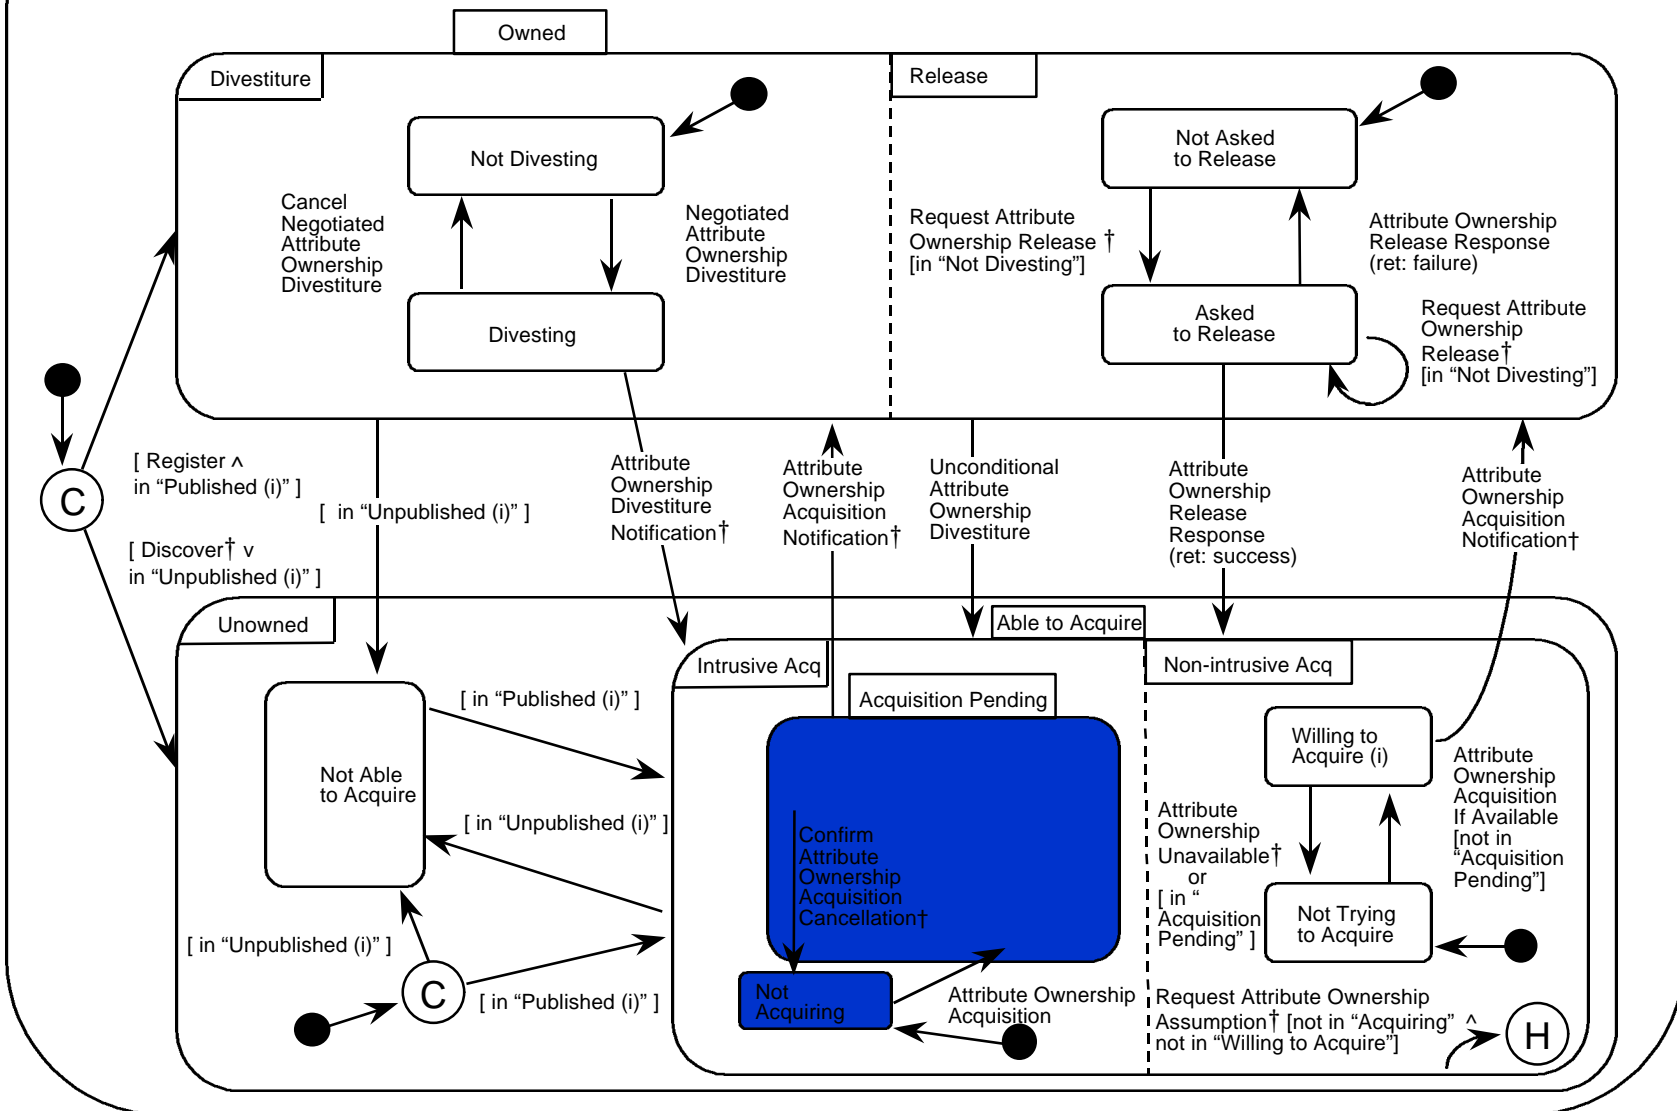 Owned
Divestiture
Release
Not Divesting
Not Asked
to Release
Cancel
Negotiated
Attribute
Ownership
Divestiture
Negotiated
Attribute
Ownership
Divestiture
Request Attribute
Ownership Release †
[in “Not Divesting”]
Attribute Ownership
Release Response
(ret: failure)
Divesting
Asked
to Release
Request Attribute
Ownership
Release†
[in “Not Divesting”]
C
[ Register ^
in “Published (i)” ]
[ Discover† v
in “Unpublished (i)” ]
[ in “Unpublished (i)” ]
Attribute
Ownership
Divestiture
Notification†
Attribute
Ownership
Acquisition
Notification†
Unconditional
Attribute
Ownership
Divestiture
Attribute
Ownership
Release
Response
(ret: success)
Attribute
Ownership
Acquisition
Notification†
Unowned
Able to Acquire
Intrusive Acq
Non-intrusive Acq
Acquisition Pending
[ in “Published (i)” ]
Not Able
to Acquire
[ in “Unpublished (i)” ]
[ in “Unpublished (i)” ]
C
[ in “Published (i)” ]
Confirm
Attribute
Ownership
Acquisition
Cancellation†
Not
Acquiring
Attribute Ownership
Acquisition
Willing to
Acquire (i)
Attribute
Ownership
Unavailable†
or
[ in “
Acquisition
Pending” ]
Attribute
Ownership
Acquisition
If Available
[not in
“Acquisition
Pending”]
Not Trying
to Acquire
Request Attribute Ownership
Assumption† [not in “Acquiring” ^
not in “Willing to Acquire”]
H